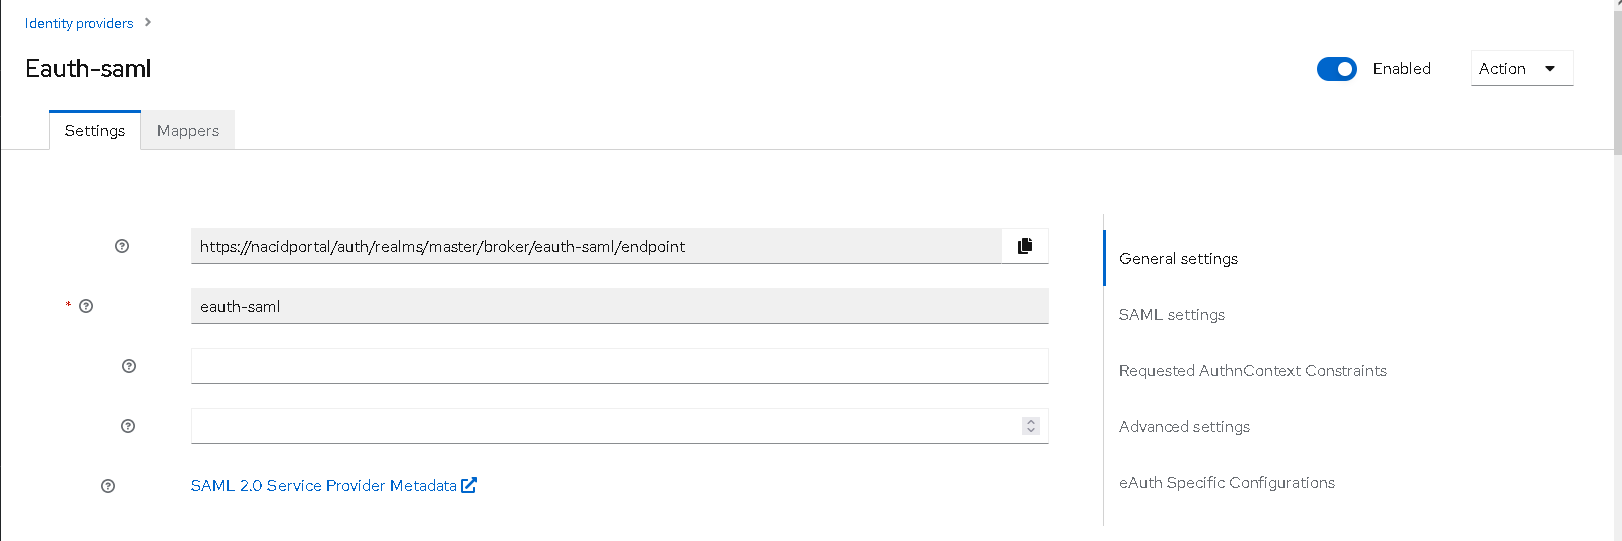 Identity providers
Eauth-saml
Enabled
Action
Settings
Mappers
https://nacidportal/auth/realms/master/broker/eauth-saml/endpoint
* eauth-saml
SAML 2.0 Service Provider Metadata
General settings
SAML settings
Requested AuthnContext Constraints
Advanced settings
eAuth Specific Configurations